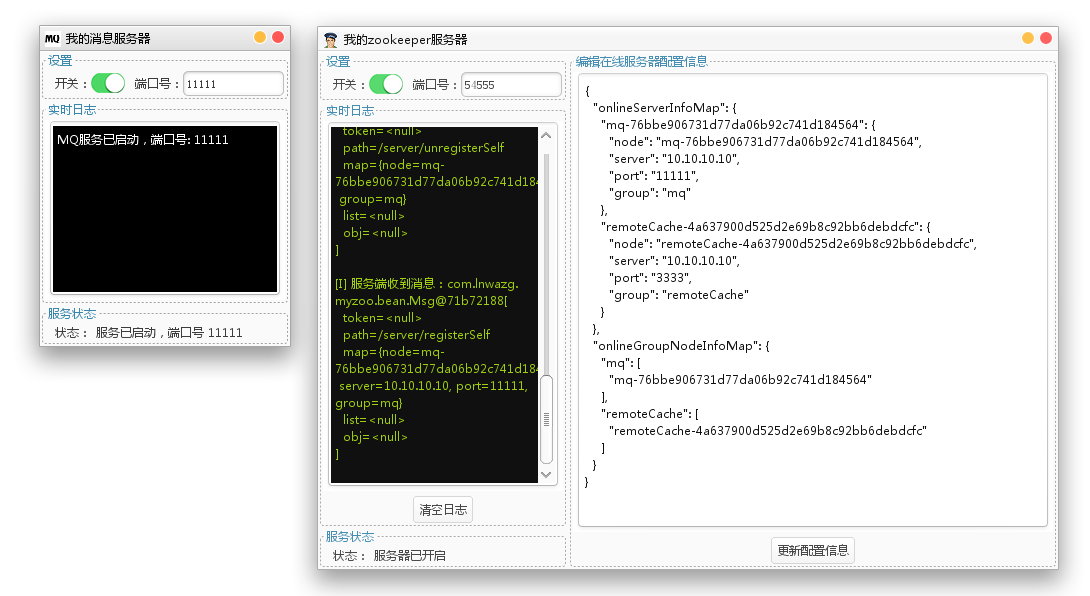 MQ 我的消息服务器
设置
开关： 端口号： 11111
实时日志
MQ服务已启动，端口号: 11111
服务状态
状态： 服务已启动，端口号 11111
我的zookeeper服务器
设置
开关： 端口号： 54555
实时日志
token=<null>
path=/server/unregisterSelf
map={node=mq-
76bbe906731d77da06b92c741d184
group=mq}
list=<null>
obj=<null>
]
[I] 服务端收到消息：com.lnwazg.
myzoo.bean.Msg@71b72188[
token=<null>
path=/server/registerSelf
map={node=mq-
76bbe906731d77da06b92c741d184
server=10.10.10.10, port=11111,
group=mq}
list=<null>
obj=<null>
]
清空日志
服务状态
状态： 服务器已开启
编辑在线服务器配置信息
{
"onlineServerInfoMap": {
"mq-76bbe906731d77da06b92c741d184564": {
"node": "mq-76bbe906731d77da06b92c741d184564",
"server": "10.10.10.10",
"port": "11111",
"group": "mq"
},
"remoteCache-4a637900d525d2e69b8c92bb6debdcfc": {
"node": "remoteCache-4a637900d525d2e69b8c92bb6debdcfc",
"server": "10.10.10.10",
"port": "3333",
"group": "remoteCache"
}
},
"onlineGroupNodeInfoMap": {
"mq": [
"mq-76bbe906731d77da06b92c741d184564"
],
"remoteCache": [
"remoteCache-4a637900d525d2e69b8c92bb6debdcfc"
]
}
}
更新配置信息